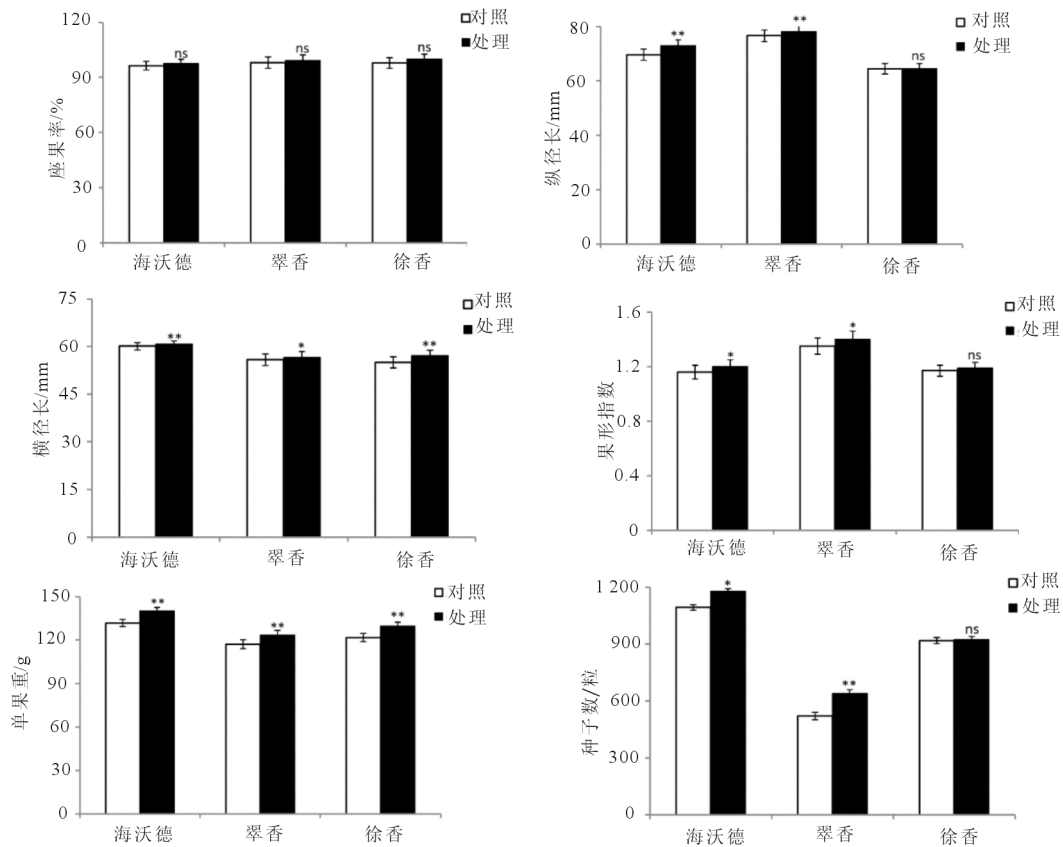 120
90
60
30
0
座果率/%
ns
ns
ns
对照
处理
海沃德
翠香
徐香
80
60
40
20
0
纵径长/mm
**
**
ns
对照
处理
海沃德
翠香
徐香
75
60
45
30
15
0
横径长/mm
**
*
**
对照
处理
海沃德
翠香
徐香
1.6
1.2
0.8
0.4
0
果形指数
*
*
ns
对照
处理
海沃德
翠香
徐香
150
120
90
60
30
0
单果重/g
**
**
**
对照
处理
海沃德
翠香
徐香
1200
900
600
300
0
种子数/粒
*
**
ns
对照
处理
海沃德
翠香
徐香